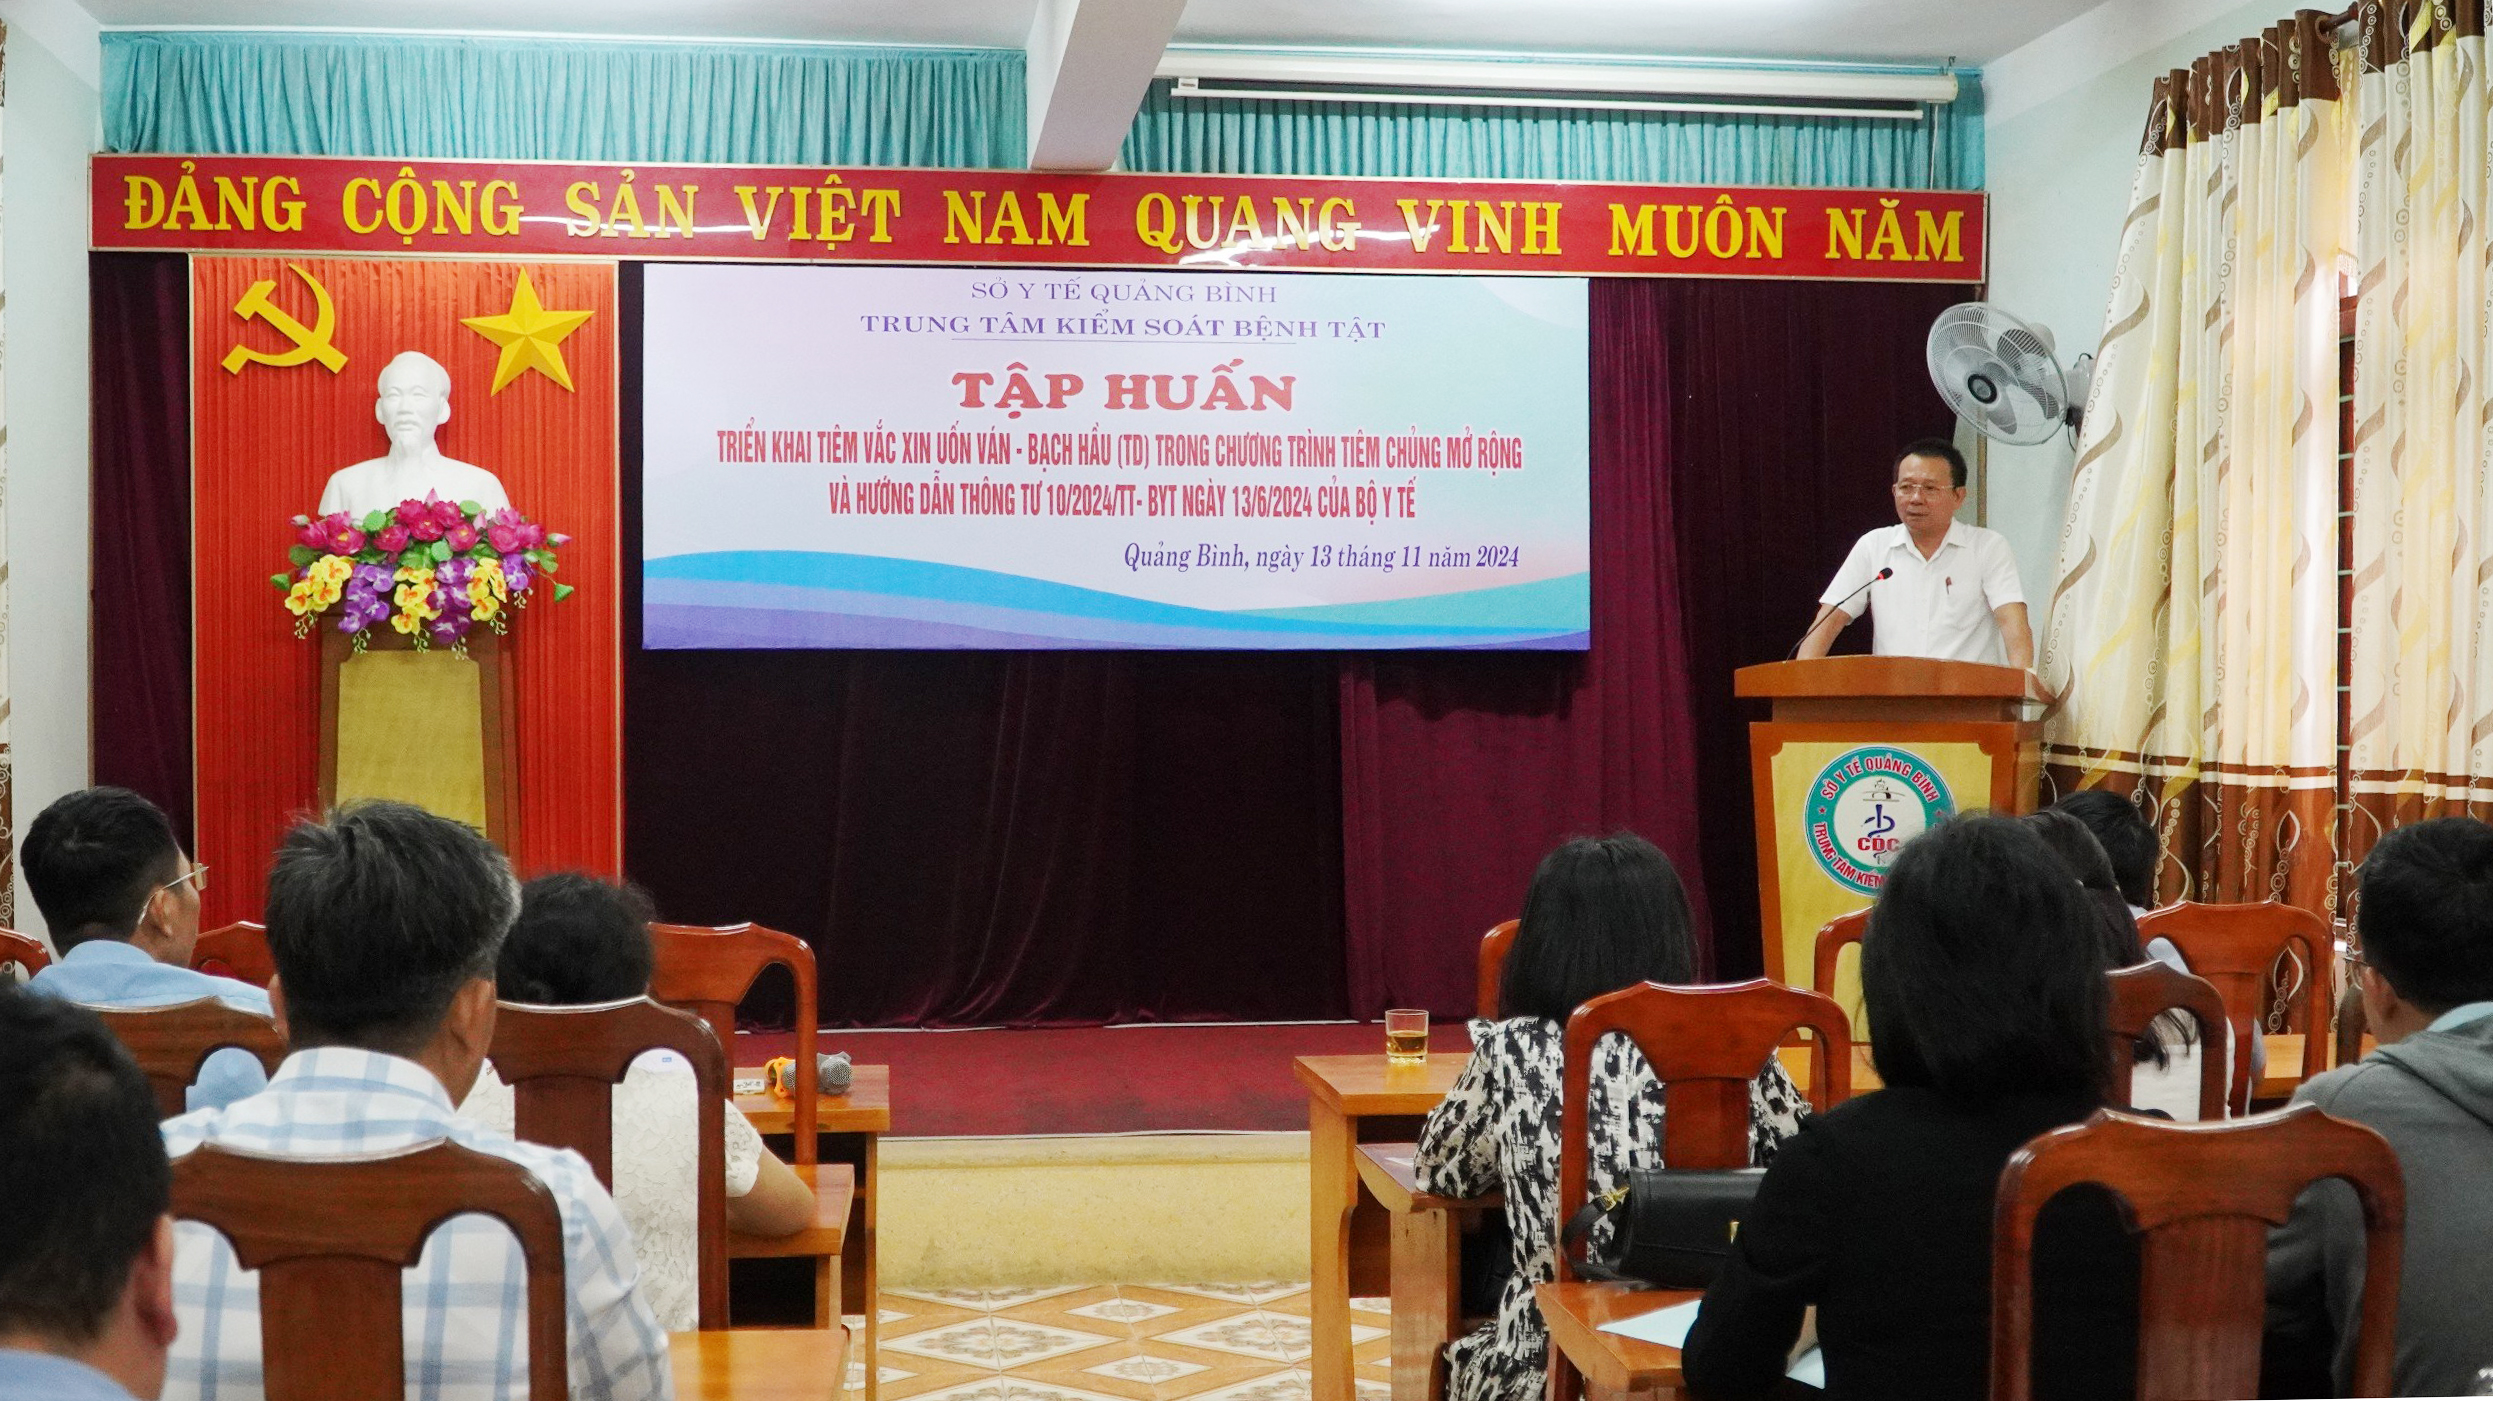 ĐẢNG CỘNG SẢN VIỆT NAM QUANG VINH MUÔN NĂM
SỞ Y TẾ QUẢNG BÌNH
TRUNG TÂM KIỂM SOÁT BỆNH TẬT
TẬP HUẤN
TRIỂN KHAI TIÊM VẮC XIN UỐN VÁN - BẠCH HẦU (TD) TRONG CHƯƠNG TRÌNH TIÊM CHỦNG MỞ RỘNG
VÀ HƯỚNG DẪN THÔNG TƯ 10/2024/TT- BYT NGÀY 13/6/2024 CỦA BỘ Y TẾ
Quảng Bình, ngày 13 tháng 11 năm 2024
SỞ Y TẾ QUẢNG BÌNH
CDC
TRUNG TÂM KIỂM